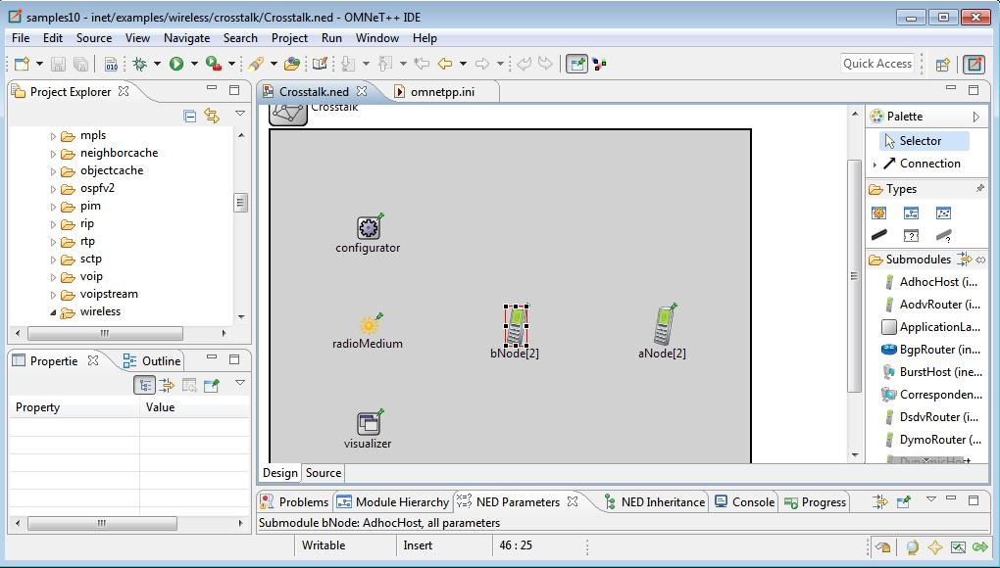 samples10 - inet/examples/wireless/crosstalk/Crosstalk.ned - OMNeT++ IDE
File Edit Source View Navigate Search Project Run Window Help
Quick Access
Project Explorer
mpls
neighborcache
objectcache
ospfv2
pim
rip
rtp
sctp
voip
voipstream
wireless
Propertie
Outline
Property Value
Crosstalk.ned
omnetpp.ini
Crosstalk
configurator
radioMedium
bNode[2]
aNode[2]
visualizer
Design Source
Palette
Selector
Connection
Types
Submodules
AdhocHost (i...
AodvRouter (i...
ApplicationLa...
BgpRouter (in...
BurstHost (ine...
Corresponden...
DsdvRouter (i...
DymoRouter (...
Problems Module Hierarchy NED Parameters NED Inheritance Console Progress
Submodule bNode: AdhocHost, all parameters
Writable Insert 46 : 25